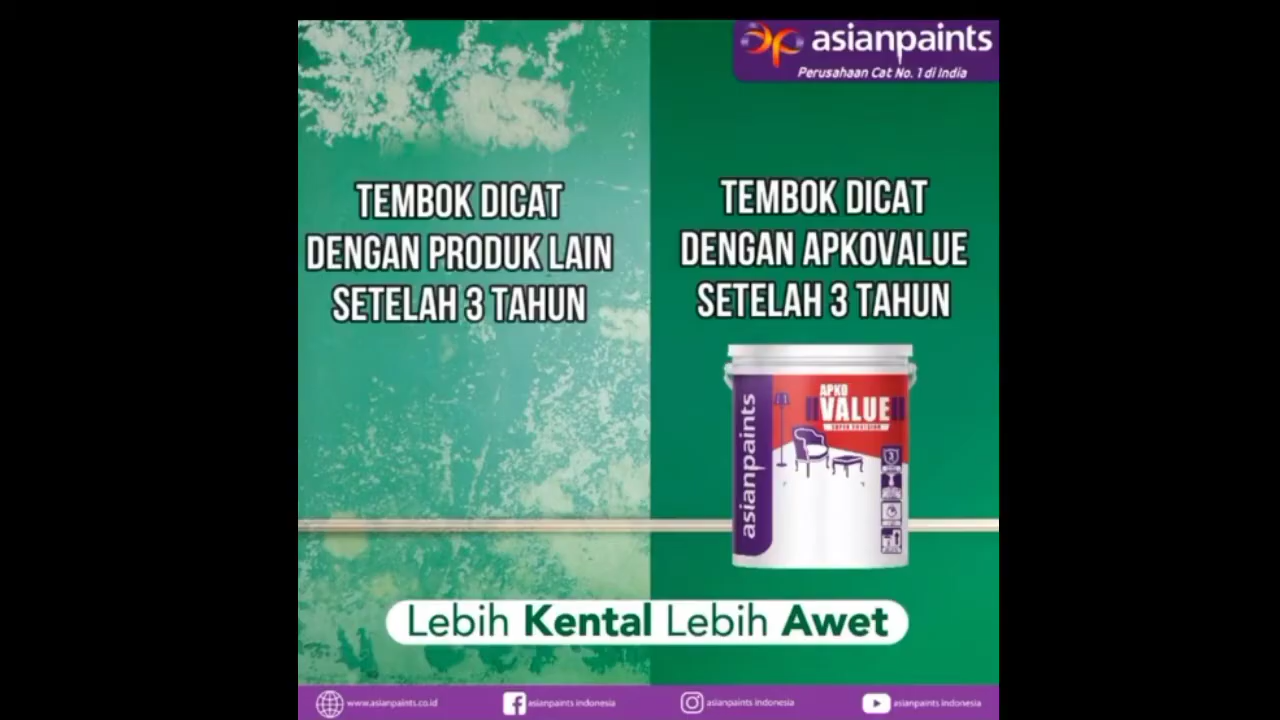 asianpaints
Perusahaan Cat No. 1 di India
TEMBOK DICAT
DENGAN PRODUK LAIN
SETELAH 3 TAHUN
TEMBOK DICAT
DENGAN APKOVALUE
SETELAH 3 TAHUN
asianpaints
APKO
VALUE
3
Lebih Kental Lebih Awet
www.asianpaints.co.id
asianpaints indonesia
asianpaints indonesia
asianpaints indonesia